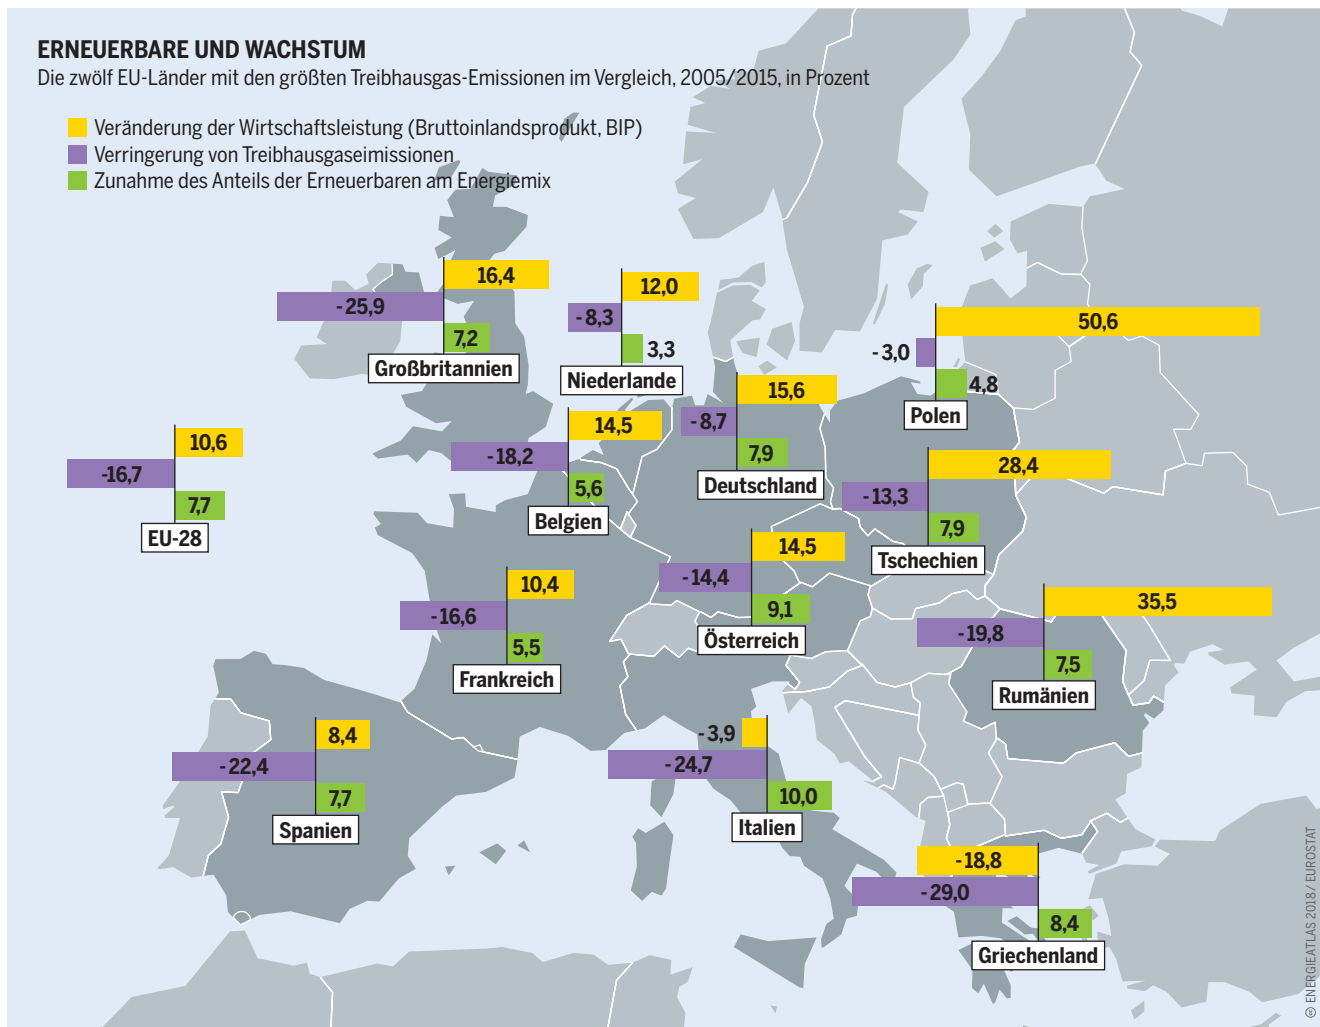 ERNEUERBARE UND WACHSTUM
Die zwölf EU-Länder mit den größten Treibhausgas-Emissionen im Vergleich, 2005/2015, in Prozent
Veränderung der Wirtschaftsleistung (Bruttoinlandsprodukt, BIP)
Verringerung von Treibhausgaseimissionen
Zunahme des Anteils der Erneuerbaren am Energiemix
16,4
-25,9
7,2
Großbritannien
12,0
-8,3
3,3
Niederlande
50,6
-3,0
4,8
Polen
15,6
-8,7
7,9
Deutschland
14,5
-18,2
5,6
Belgien
10,6
-16,7
7,7
EU-28
28,4
-13,3
7,9
Tschechien
14,5
-14,4
9,1
Österreich
10,4
-16,6
5,5
Frankreich
35,5
-19,8
7,5
Rumänien
8,4
-22,4
7,7
Spanien
-3,9
-24,7
10,0
Italien
-18,8
-29,0
8,4
Griechenland
ENERGIEATLAS 2018 / EUROSTAT